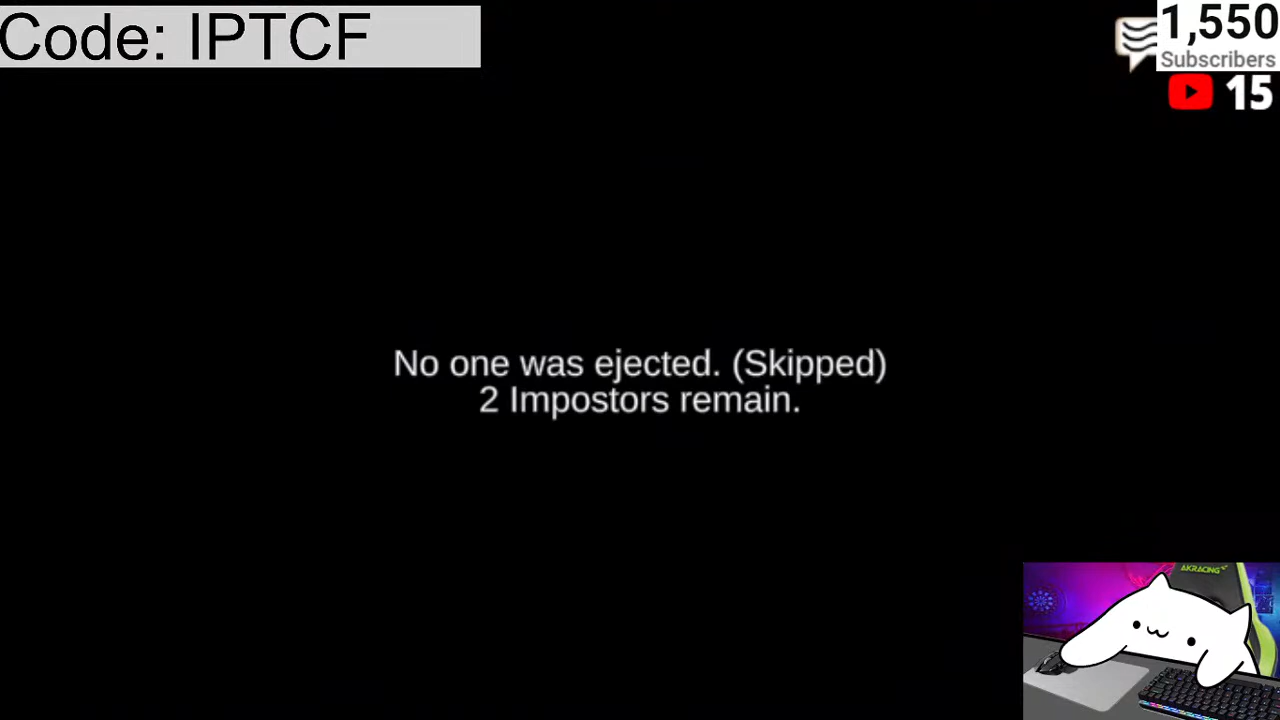 Code: IPTCF
1,550
Subscribers
15
No one was ejected. (Skipped)
2 Impostors remain.
AKRACING